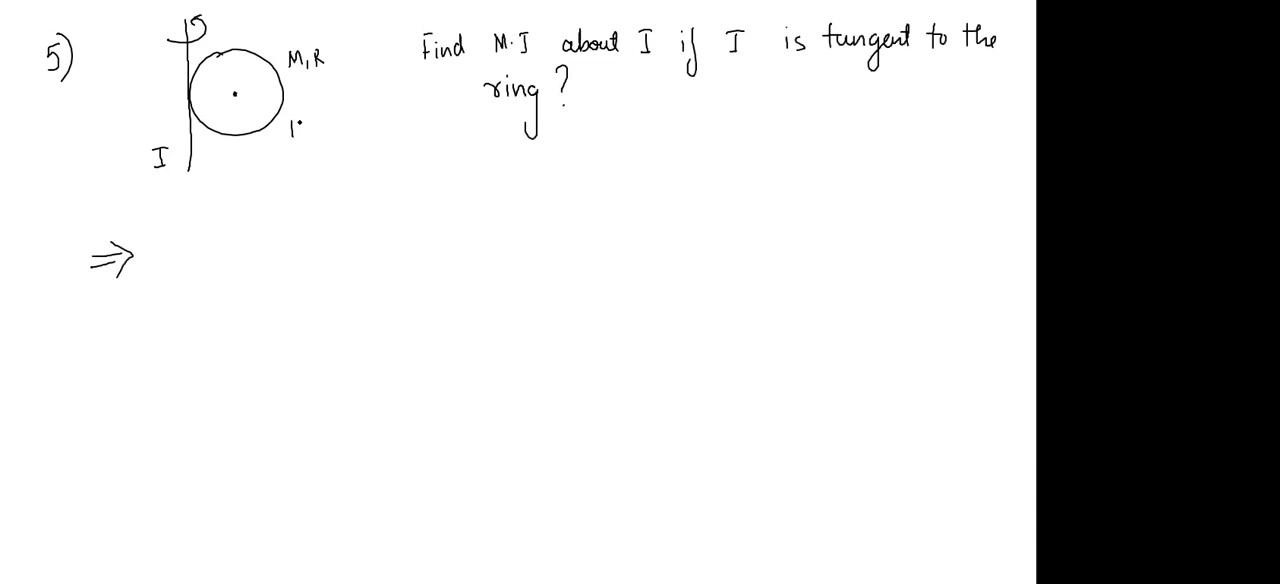 5)
M,R
Find M.I about I if I is tangent to the
ring?
I
⇒